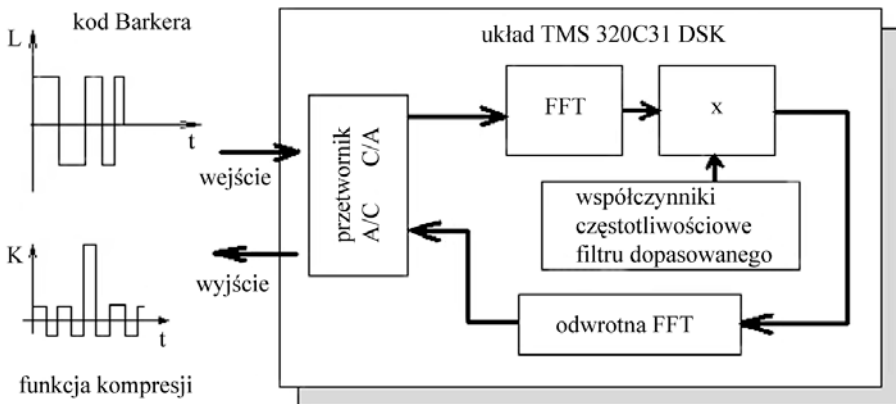 kod Barkera
L
t
wejście
K
wyjście
t
funkcja kompresji
układ TMS 320C31 DSK
przetwornik
A/C C/A
FFT
x
współczynniki
częstotliwościowe
filtru dopasowanego
odwrotna FFT